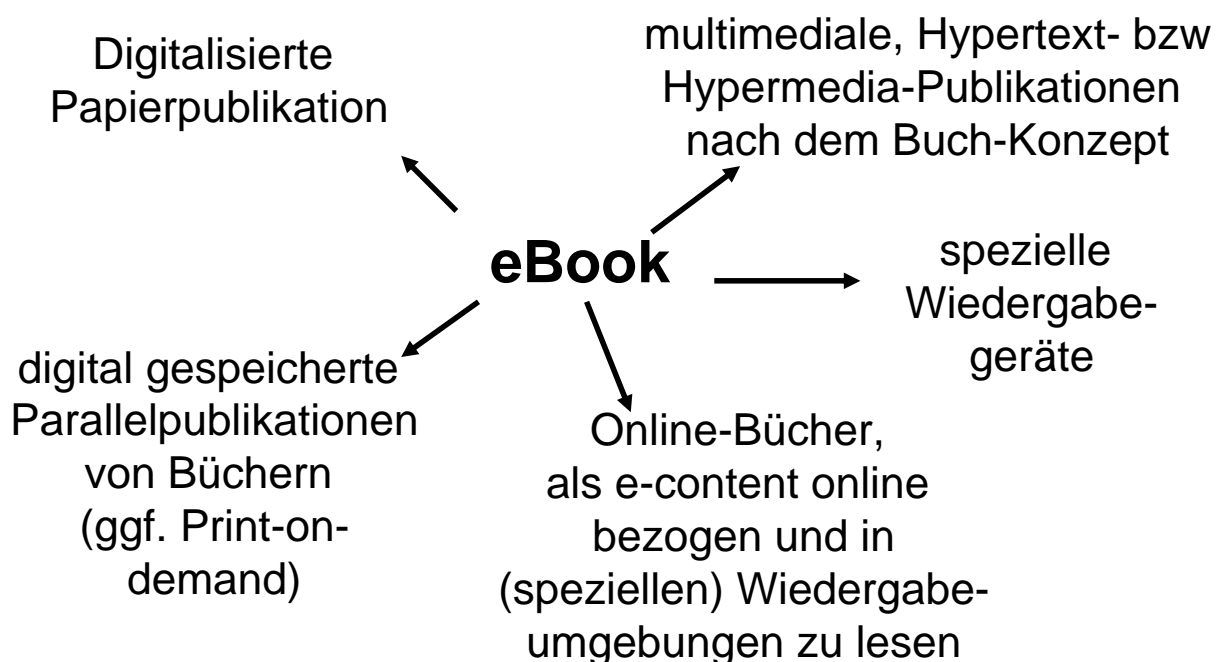 Digitalisierte
Papierpublikation
multimediale, Hypertext- bzw
Hypermedia-Publikationen
nach dem Buch-Konzept
eBook
spezielle
Wiedergabe-
geräte
digital gespeicherte
Parallelpublikationen
von Büchern
(ggf. Print-on-
demand)
Online-Bücher,
als e-content online
bezogen und in
(speziellen) Wiedergabe-
umgebungen zu lesen